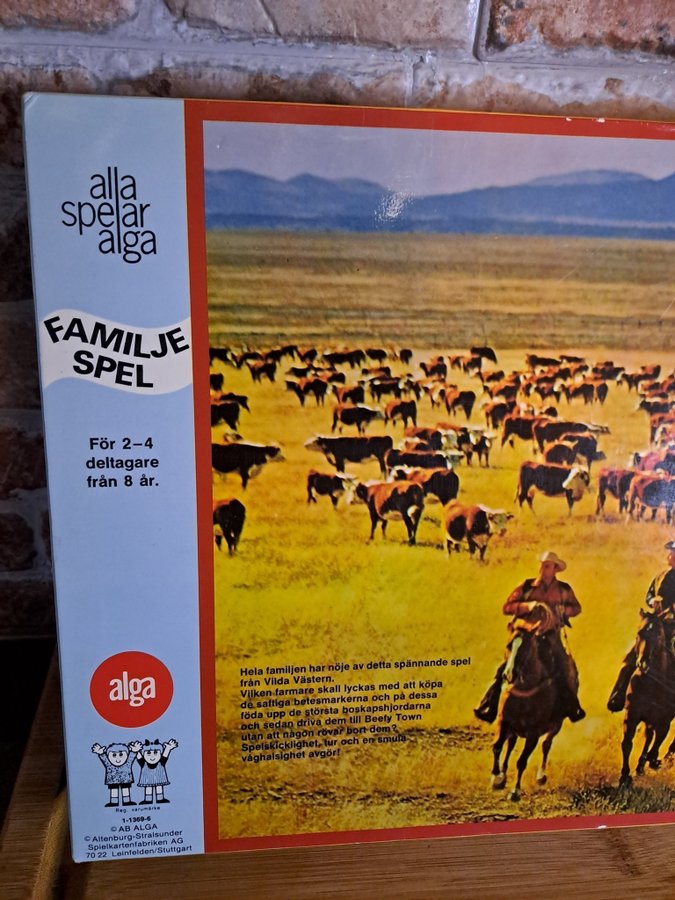 alla
spelar
alga
FAMILJE
SPEL
För 2-4
deltagare
från 8 år.
alga
Reg. varumärke
1-1369-6
© AB ALGA
© Altenburg-Stralsunder
Spielkartenfabriken AG
70 22 Leinfelden/Stuttgart
Hela familjen har nöje av detta spännande spel
från Vilda Västern.
Vilken farmare skall lyckas med att köpa
de saftiga betesmarkerna och på dessa
föda upp de största boskapshjordarna
och sedan driva dem till Beefy Town
utan att någon rövar bort dem?
Spelskicklighet, tur och en smula
våghalsighet avgör!